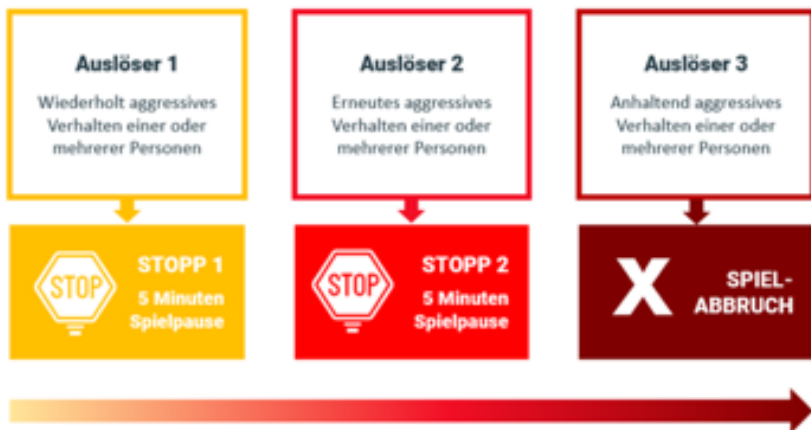 Auslöser 1
Wiederholt aggressives
Verhalten einer oder
mehrerer Personen
Auslöser 2
Erneutes aggressives
Verhalten einer oder
mehrerer Personen
Auslöser 3
Anhaltend aggressives
Verhalten einer oder
mehrerer Personen
STOP
STOPP 1
5 Minuten
Spielpause
STOP
STOPP 2
5 Minuten
Spielpause
X
SPIEL-
ABBRUCH